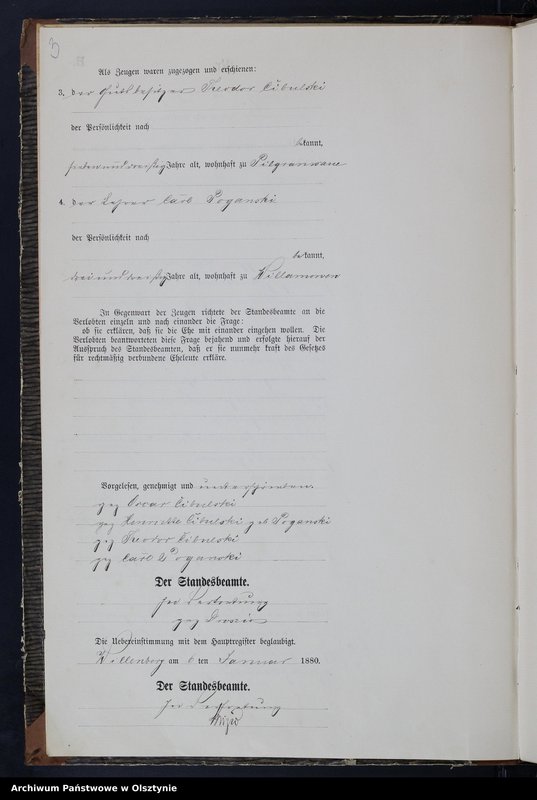 3
Als Zeugen waren zugezogen und erschienen:
3. der Gutsbesitzer Teodor Cibulski
der Persönlichkeit nach
bekannt,
siebenunddreißig Jahre alt, wohnhaft zu
4. der Lehrer Carl Poganski
der Persönlichkeit nach
bekannt,
dreiunddreißig Jahre alt, wohnhaft zu Willamowen
In Gegenwart der Zeugen richtete der Standesbeamte an die
Verlobten einzeln und nach einander die Frage:
ob sie erklären, daß sie die Ehe mit einander eingehen wollen. Die
Verlobten beantworteten diese Frage bejahend und erfolgte hierauf der
Ausspruch des Standesbeamten, daß er sie nunmehr kraft des Gesetzes
für rechtmäßig verbundene Eheleute erkläre.
Vorgelesen, genehmigt und unterschrieben.
gez Oscar Cibulski
gez Henriette Cibulski geb. Poganski
gez Teodor Cibulski
gez Carl Poganski
Der Standesbeamte.
In Vertretung
gez
Die Uebereinstimmung mit dem Hauptregister beglaubigt.
Willenberg am 6 ten Januar 1880.
Der Standesbeamte.
In Vertretung
Archiwum Państwowe w Olsztynie